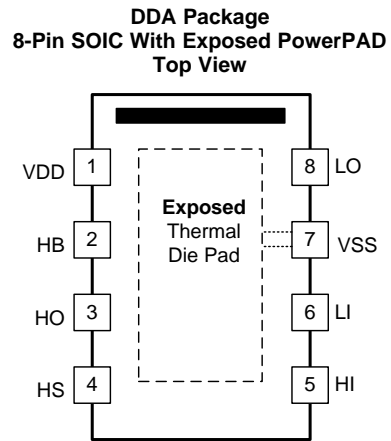 DDA Package
8-Pin SOIC With Exposed PowerPAD
Top View
VDD 1 8 LO
Exposed
Thermal
Die Pad
HB 2 7 VSS
HO 3 6 LI
HS 4 5 HI